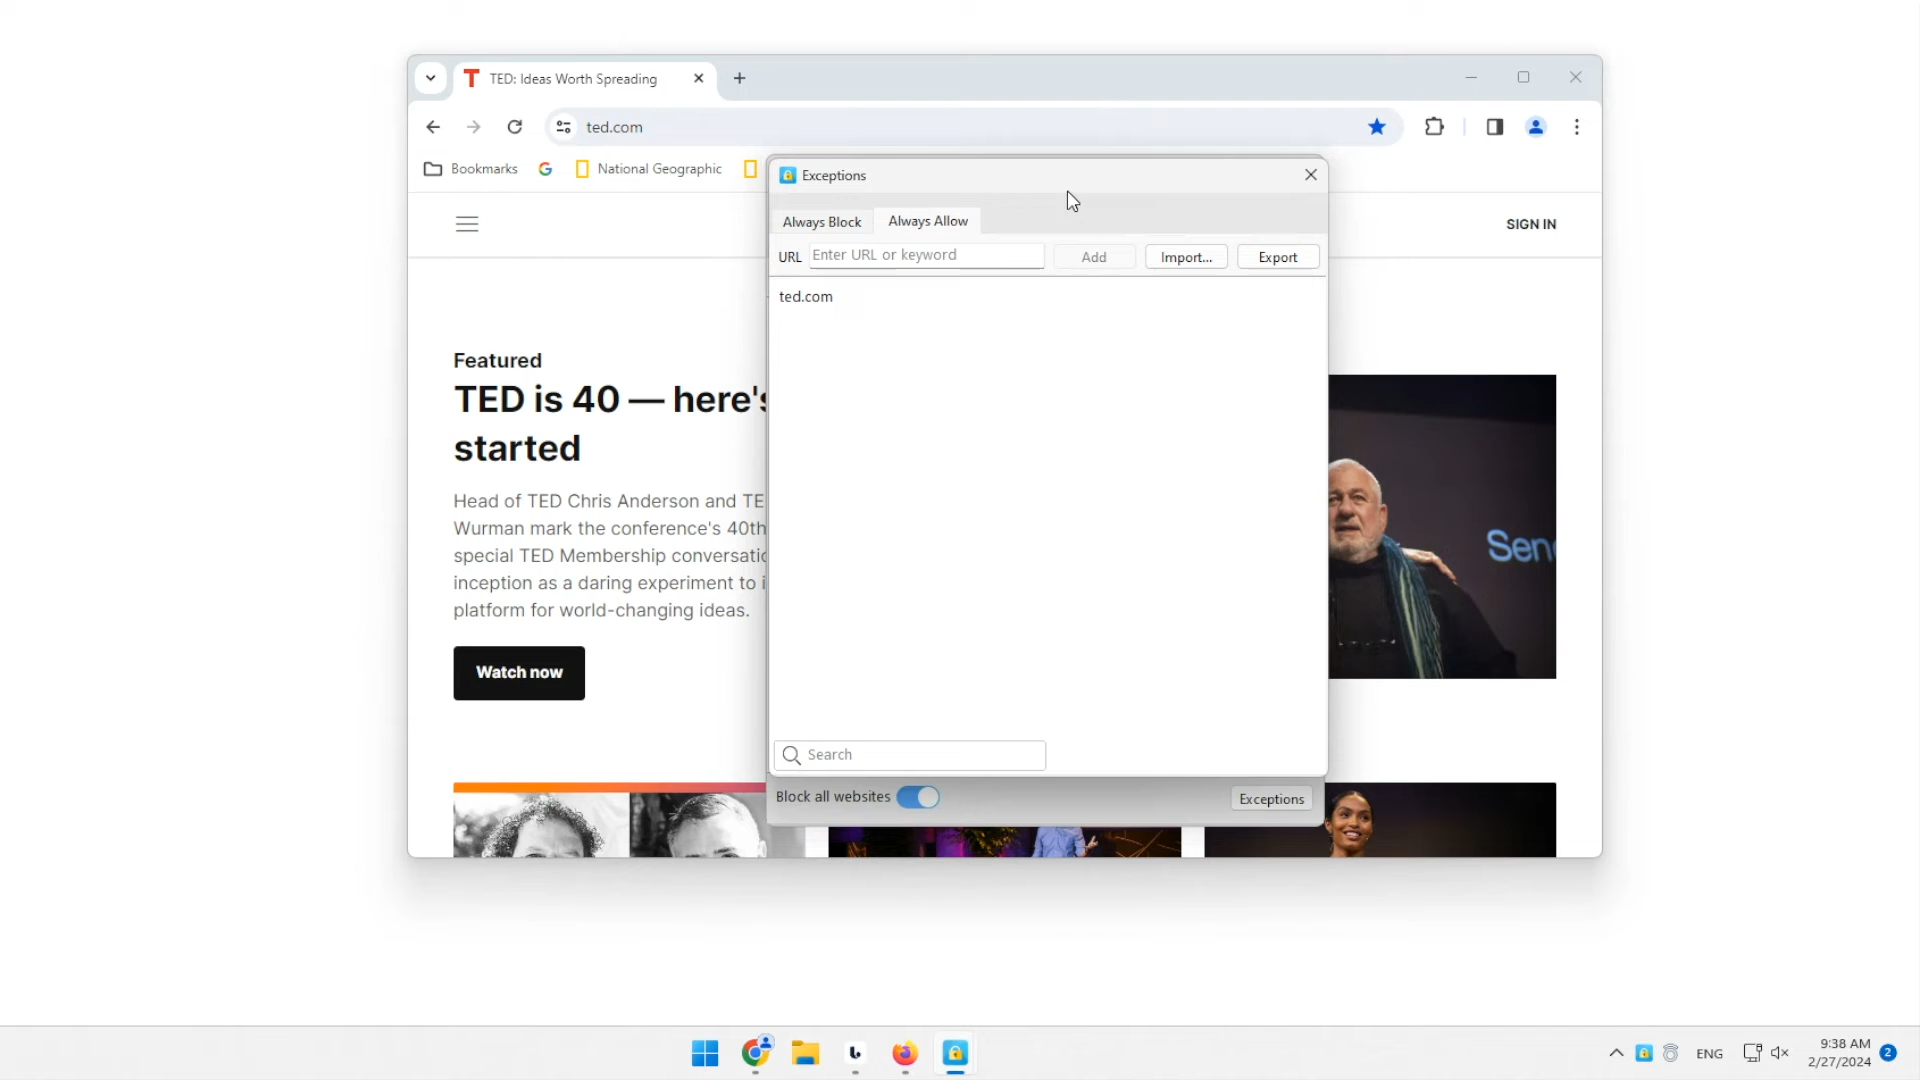 TED: Ideas Worth Spreading
ted.com
Bookmarks
National Geographic
Exceptions
Always Block
Always Allow
SIGN IN
URL
Enter URL or keyword
Add
Import...
Export
ted.com
Featured
TED is 40 — here's
started
Head of TED Chris Anderson and TE
Wurman mark the conference's 40th
special TED Membership conversatio
inception as a daring experiment to i
platform for world-changing ideas.
Watch now
Sen
Search
Block all websites
Exceptions
ENG
9:38 AM
2/27/2024
2